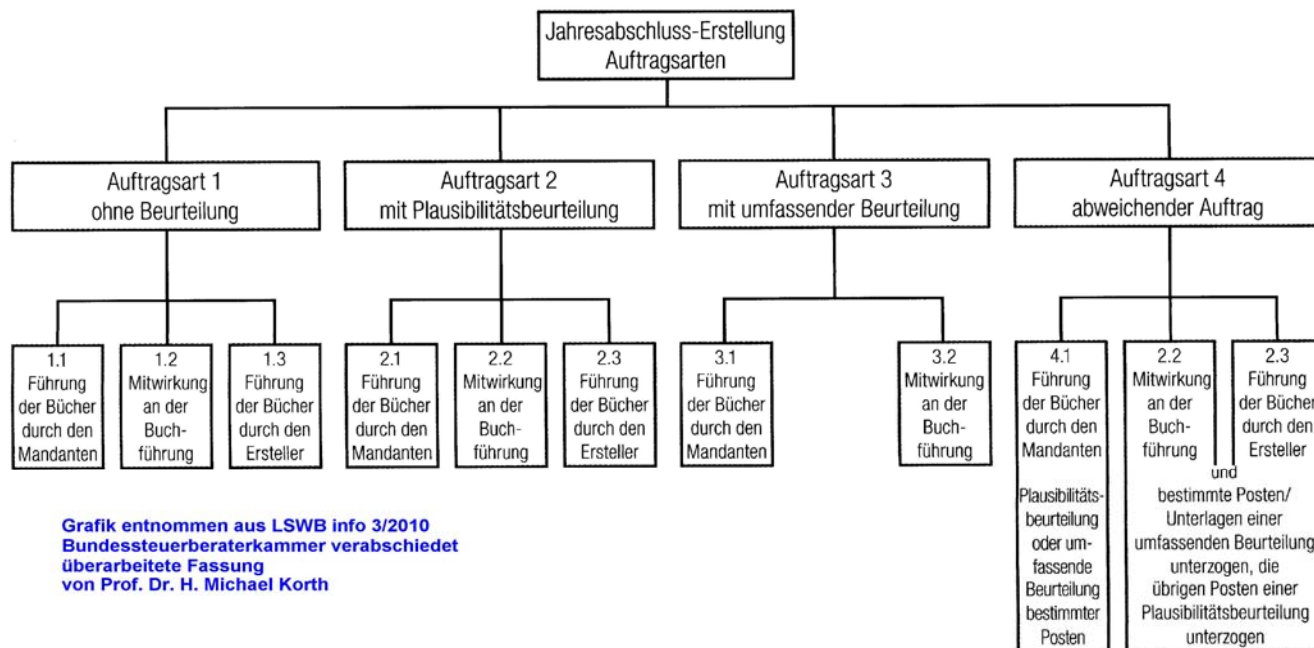 Jahresabschluss-Erstellung
Auftragsarten
Auftragsart 1
ohne Beurteilung
Auftragsart 2
mit Plausibilitätsbeurteilung
Auftragsart 3
mit umfassender Beurteilung
Auftragsart 4
abweichender Auftrag
1.1
Führung
der Bücher
durch den
Mandanten
1.2
Mitwirkung
an der
Buch-
führung
1.3
Führung
der Bücher
durch den
Ersteller
2.1
Führung
der Bücher
durch den
Mandanten
2.2
Mitwirkung
an der
Buch-
führung
2.3
Führung
der Bücher
durch den
Ersteller
3.1
Führung
der Bücher
durch den
Mandanten
3.2
Mitwirkung
an der
Buch-
führung
4.1
Führung
der Bücher
durch den
Mandanten
Plausibilitäts-
beurteilung
oder um-
fassende
Beurteilung
bestimmter
Posten
2.2
Mitwirkung
an der
Buch-
führung
2.3
Führung
der Bücher
durch den
Ersteller
und
bestimmte Posten/
Unterlagen einer
umfassenden Beurteilung
unterzogen, die
übrigen Posten einer
Plausibilitätsbeurteilung
unterzogen
Grafik entnommen aus LSWB info 3/2010
Bundessteuerberaterkammer verabschiedet
überarbeitete Fassung
von Prof. Dr. H. Michael Korth